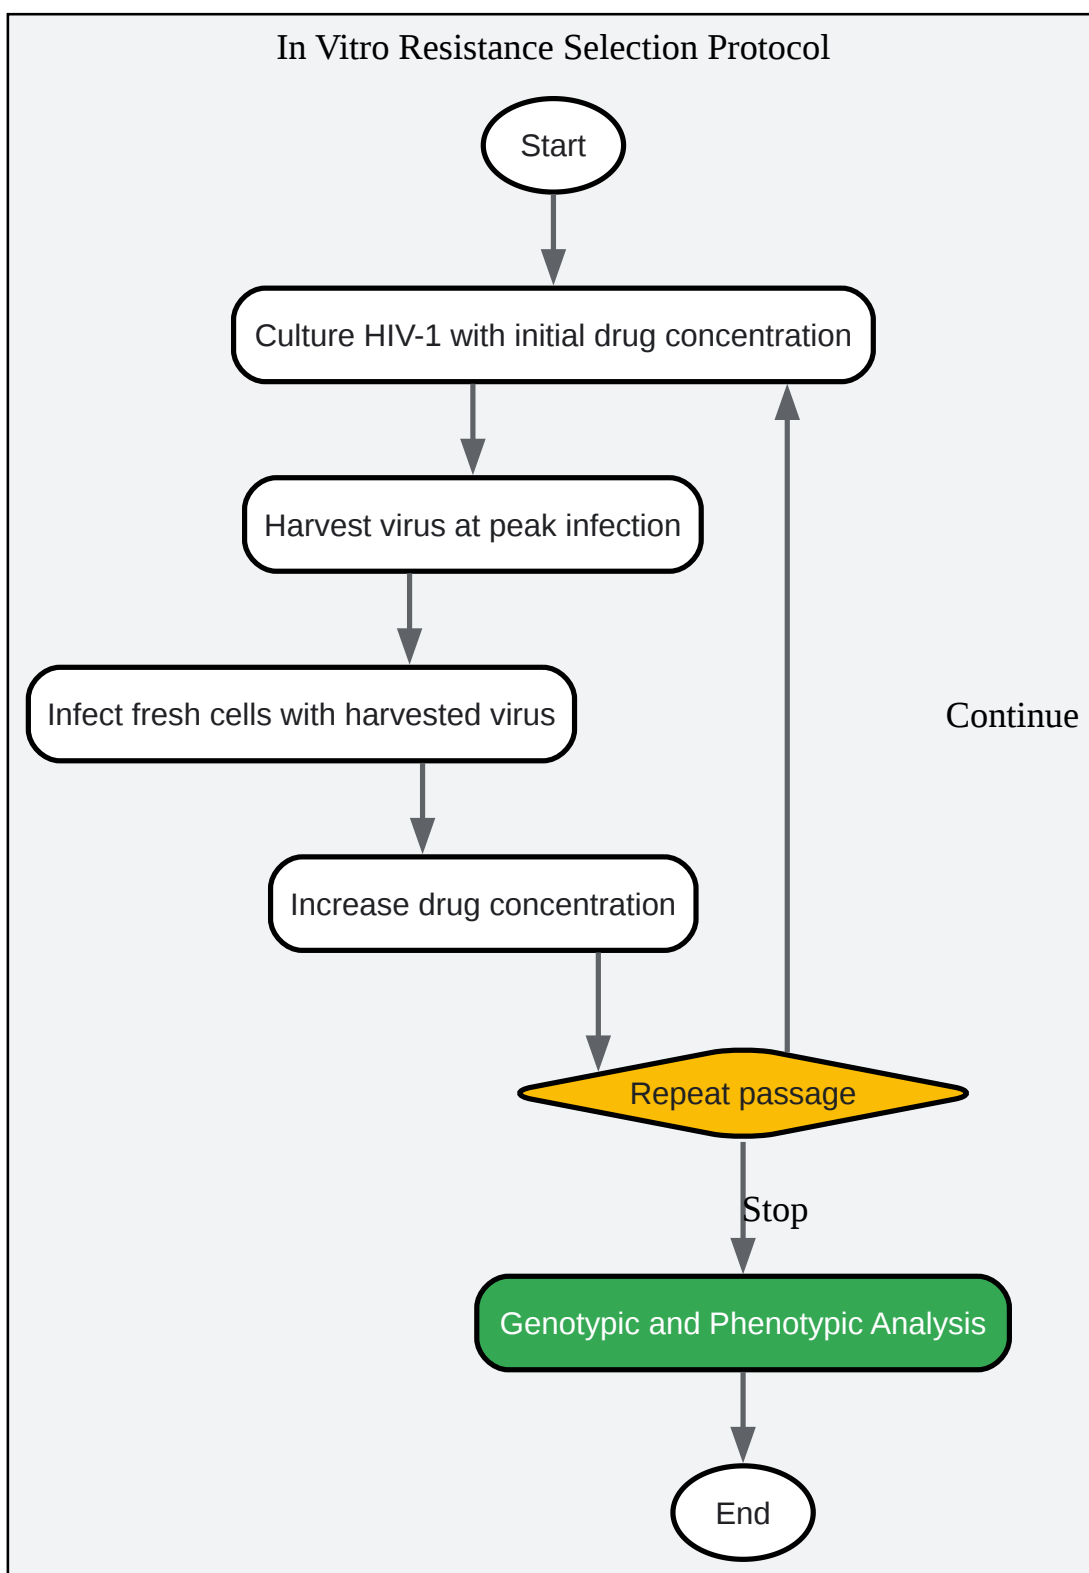 In Vitro Resistance Selection Protocol
Start
Culture HIV-1 with initial drug concentration
Harvest virus at peak infection
Infect fresh cells with harvested virus
Continue
Increase drug concentration
Repeat passage
Stop
Genotypic and Phenotypic Analysis
End